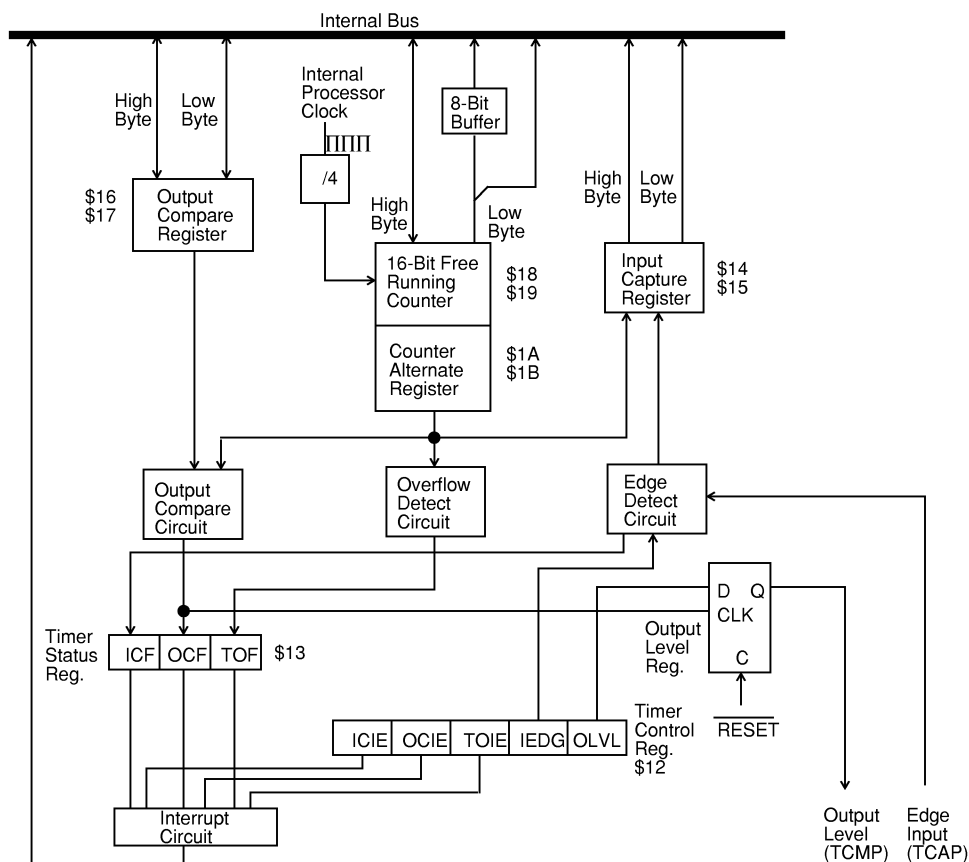 Internal Bus
Internal
Processor
Clock
High
Byte
Low
Byte
8-Bit
Buffer
/4
$16
$17
Output
Compare
Register
High
Byte
Low
Byte
High
Byte
Low
Byte
16-Bit Free
Running
Counter
$18
$19
Input
Capture
Register
$14
$15
Counter
Alternate
Register
$1A
$1B
Output
Compare
Circuit
Overflow
Detect
Circuit
Edge
Detect
Circuit
D Q
CLK
C
Output
Level
Reg.
RESET
Timer
Status
Reg.
ICF OCF TOF
$13
ICIE OCIE TOIE IEDG OLVL
Timer
Control
Reg.
$12
Interrupt
Circuit
Output
Level
(TCMP)
Edge
Input
(TCAP)